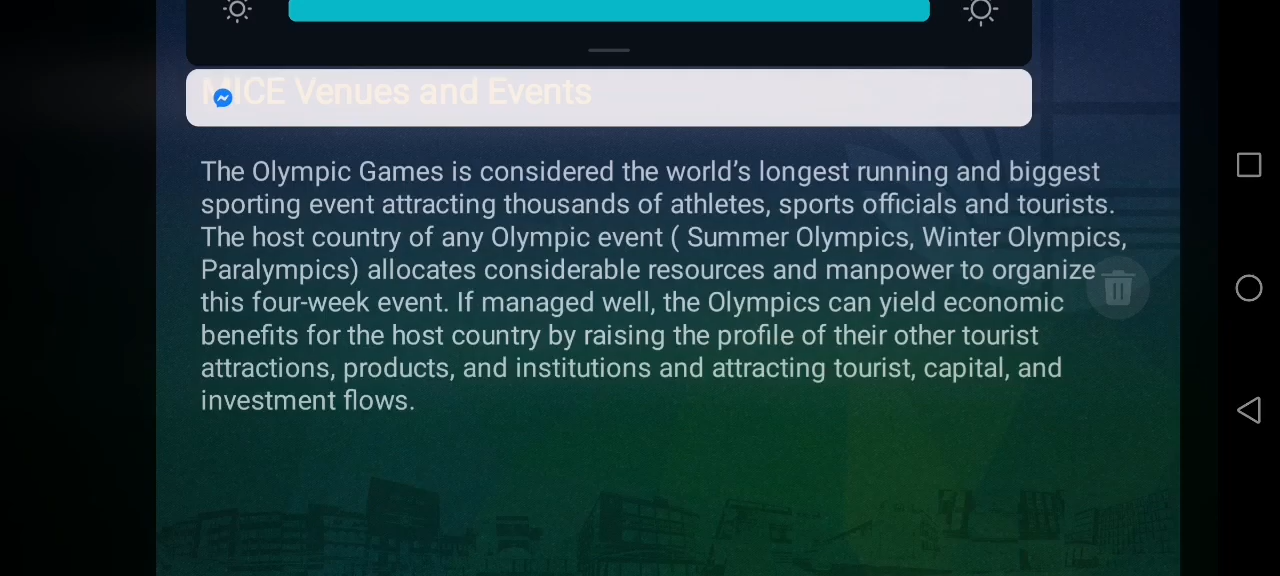 MICE Venues and Events
The Olympic Games is considered the world’s longest running and biggest
sporting event attracting thousands of athletes, sports officials and tourists.
The host country of any Olympic event ( Summer Olympics, Winter Olympics,
Paralympics) allocates considerable resources and manpower to organize
this four-week event. If managed well, the Olympics can yield economic
benefits for the host country by raising the profile of their other tourist
attractions, products, and institutions and attracting tourist, capital, and
investment flows.